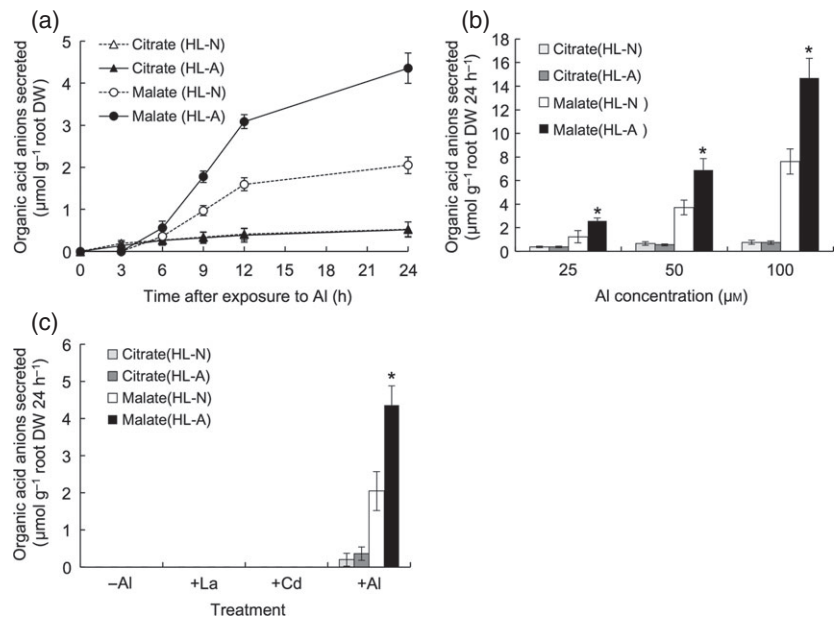 (a)
Organic acid anions secreted
(µmol g⁻¹ root DW)
5
4
3
2
1
0
Citrate (HL-N)
Citrate (HL-A)
Malate (HL-N)
Malate (HL-A)
0 3 6 9 12 15 18 21 24
Time after exposure to Al (h)
(b)
Organic acid anions secreted
(µmol g⁻¹ root DW 24 h⁻¹)
18
16
14
12
10
8
6
4
2
0
Citrate(HL-N)
Citrate(HL-A)
Malate(HL-N )
Malate(HL-A )
* * *
25 50 100
Al concentration (µM)
(c)
Organic acid anions secreted
(µmol g⁻¹ root DW 24 h⁻¹)
6
5
4
3
2
1
0
Citrate(HL-N)
Citrate(HL-A)
Malate(HL-N)
Malate(HL-A)
*
–Al +La +Cd +Al
Treatment